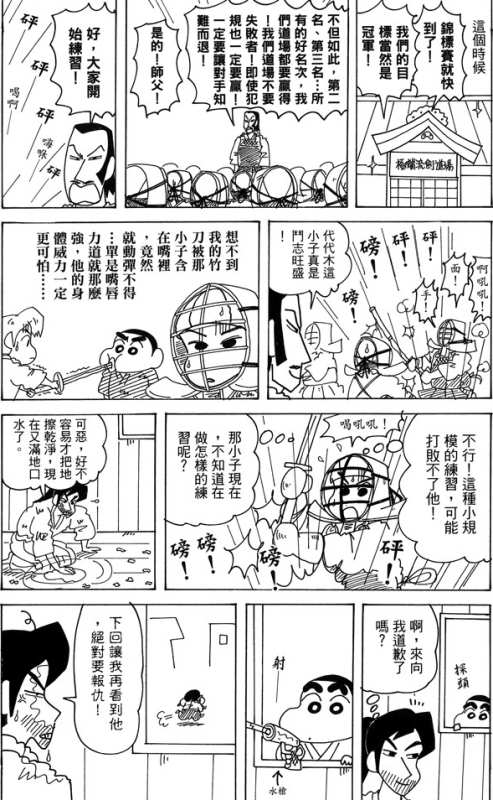 這個時候
錦標賽就快
到了!
我們的目
標當然是
冠軍!
不但如此,第二
名、第三名…所
有的好名次,我
們道場都要贏得
!我們道場不要
失敗者!即使犯
規也一定要贏!
一定要讓對手知
難而退!
是的!師父!
好,大家開
始練習!
砰
砰
喝啊
面!
手!
砰!
砰!
磅!
磅!
代代木這
小子真是
鬥志旺盛
!
想不到
我的竹
刀被那
小子含
在嘴裡
,竟然
就動彈不得
…單是嘴唇
力道就那麼
強,他的身
體威力一定
更可怕……
不行!這種小規
模的練習,可能
打敗不了他!
喝吼吼!
砰!
磅!
磅!
磅!
那小子現在
,不知道在
做怎樣的練
習呢?
可惡,好不
容易才把地
擦乾淨,現
在又滿地口
水了。
探頭
啊,來向
我道歉了
嗎?
射
水槍
下回讓我再看到他
,絕對要報仇!